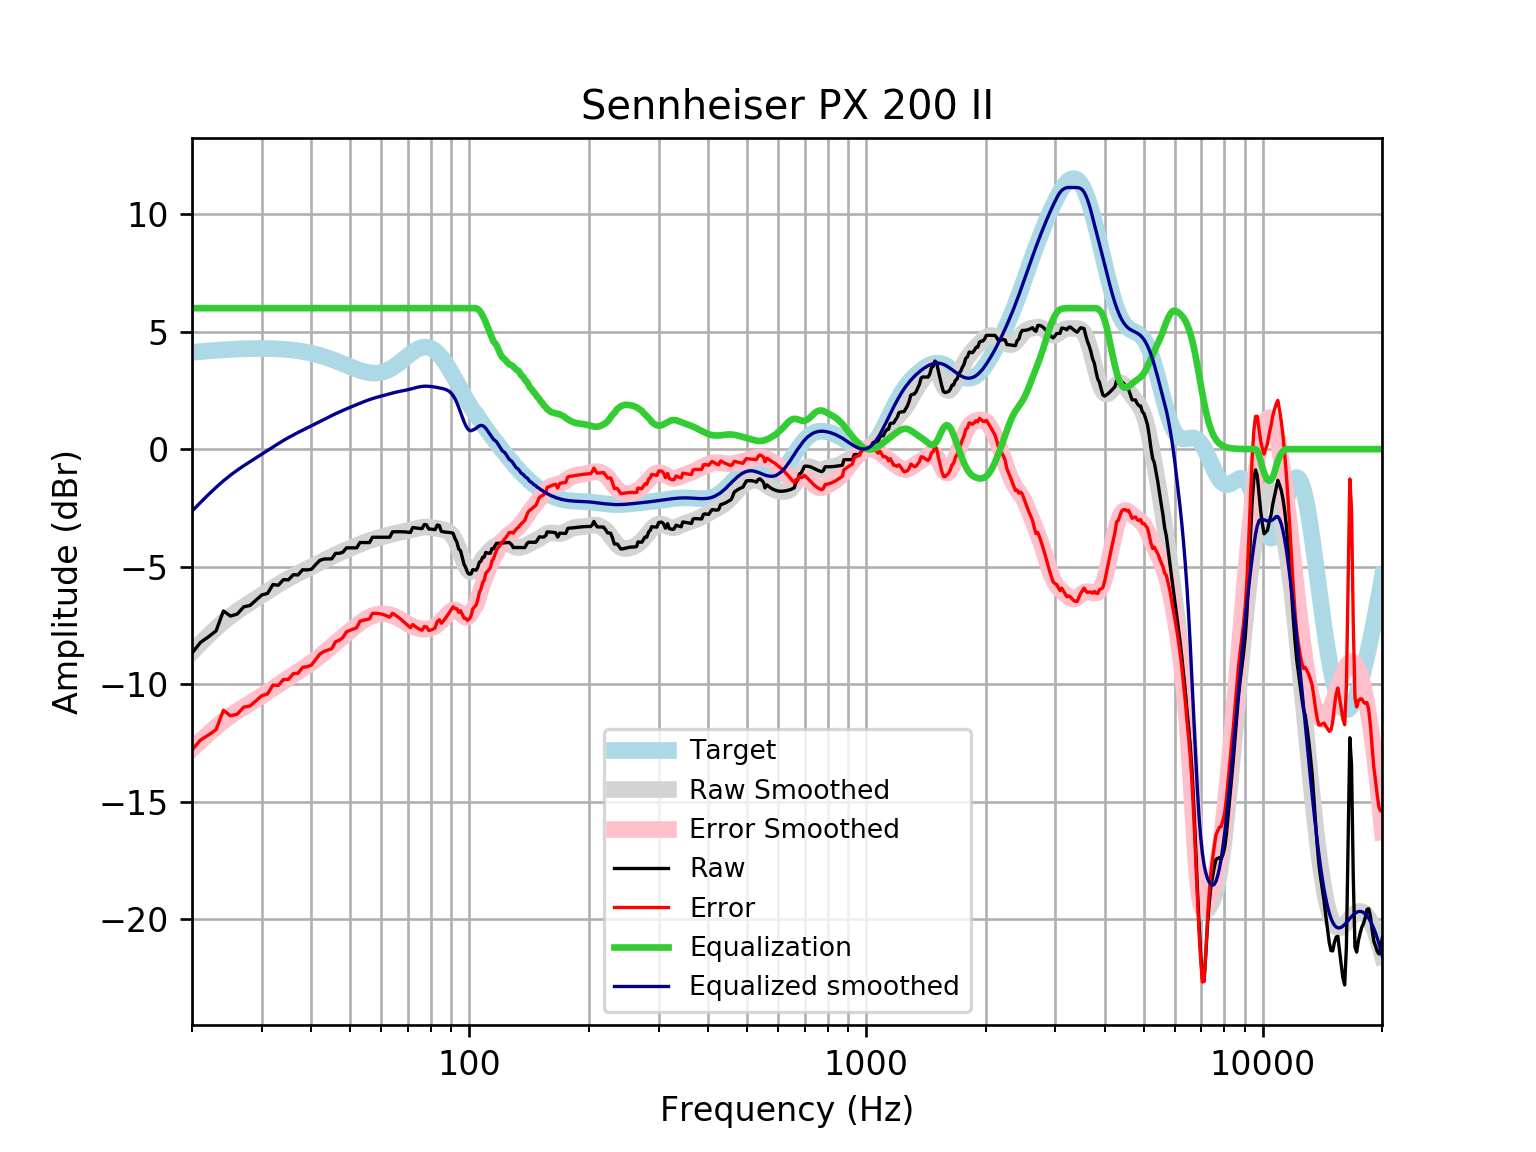 Sennheiser PX 200 II
Amplitude (dBr)
10
5
0
−5
−10
−15
−20
Target
Raw Smoothed
Error Smoothed
Raw
Error
Equalization
Equalized smoothed
100 1000 10000
Frequency (Hz)